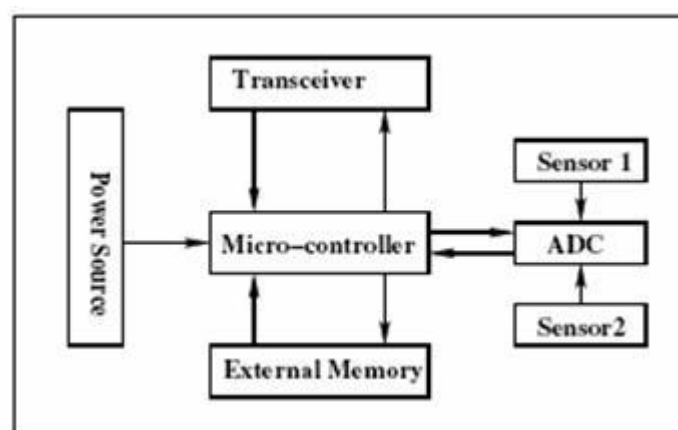 Transceiver
Power Source
Sensor 1
Micro-controller
ADC
Sensor2
External Memory